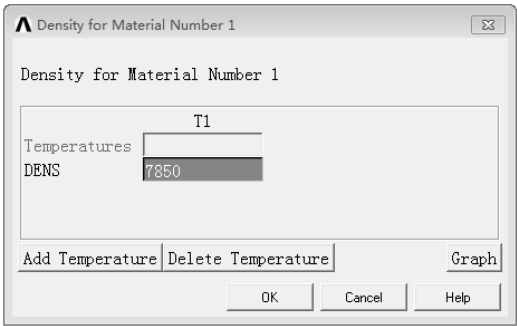 Density for Material Number 1
Density for Material Number 1
T1
Temperatures
DENS 7850
Add Temperature Delete Temperature Graph
OK Cancel Help